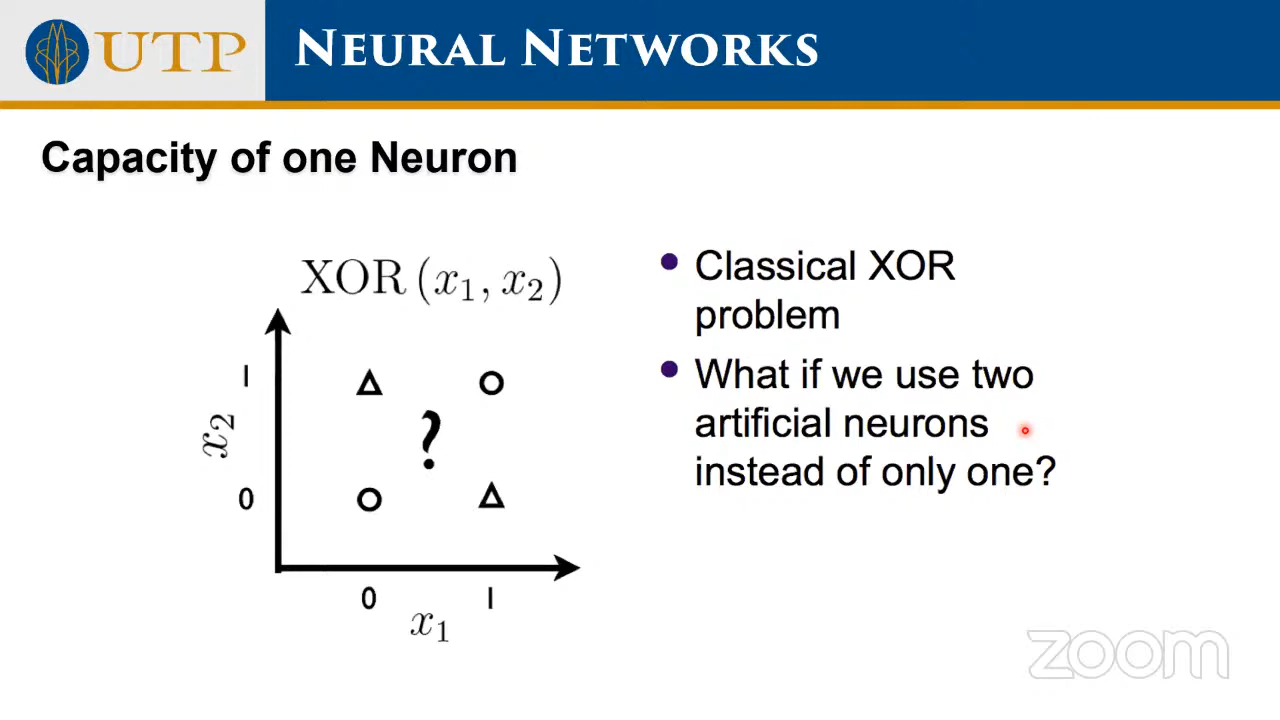 UTP
NEURAL NETWORKS
Capacity of one Neuron
XOR (x₁, x₂)
1
x₂
?
0
0
1
x₁
• Classical XOR
problem
• What if we use two
artificial neurons
instead of only one?
zoom